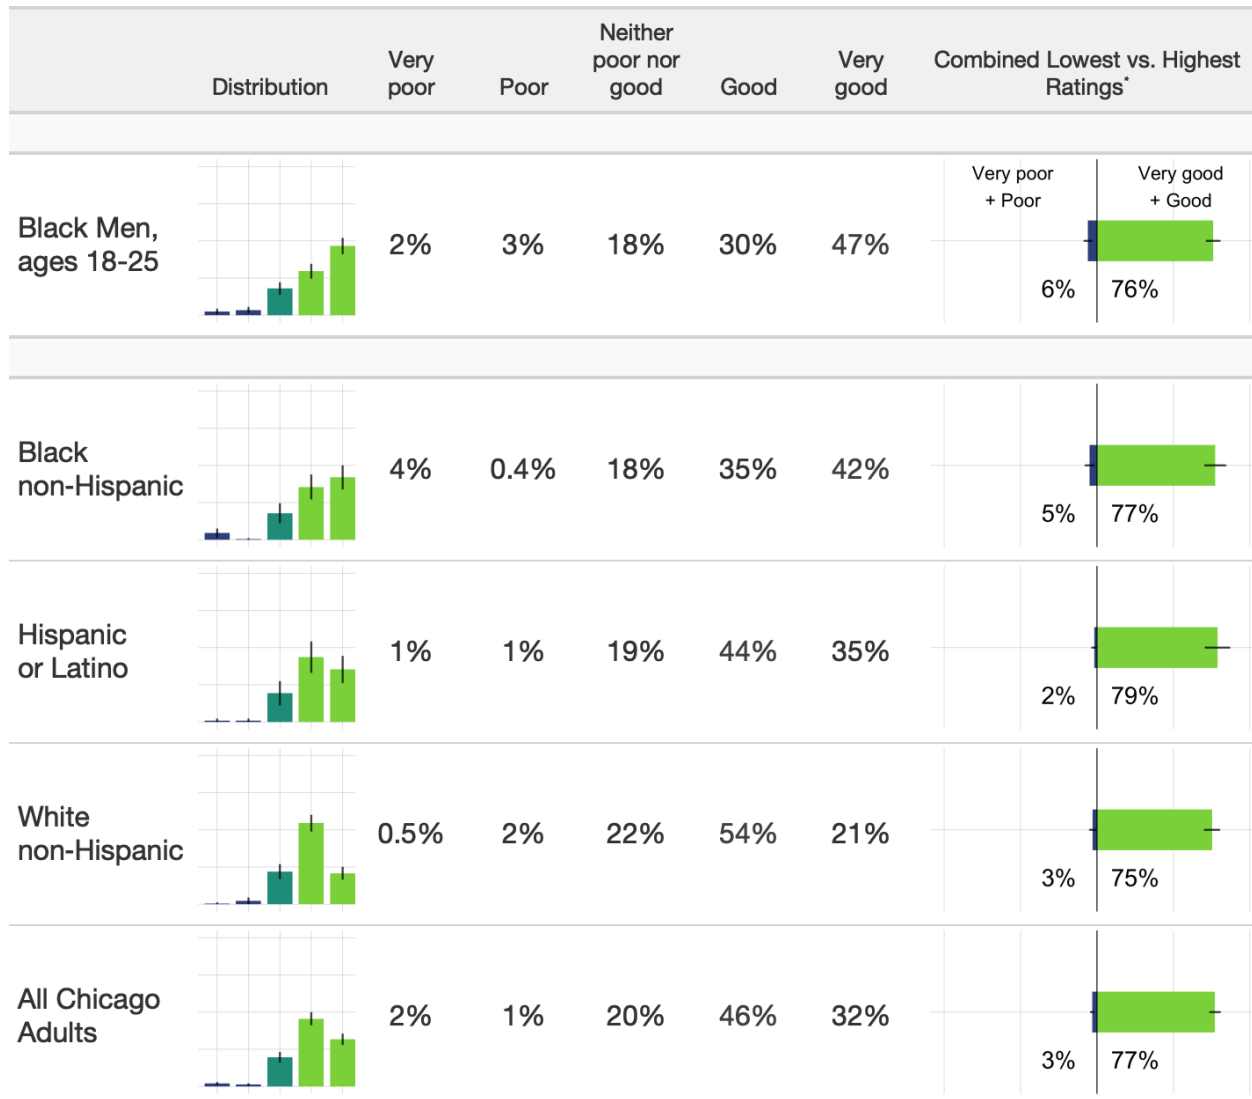 Distribution
Very poor
Poor
Neither poor nor good
Good
Very good
Combined Lowest vs. Highest Ratings*
Very poor + Poor
Very good + Good
Black Men,
ages 18-25
2% 3% 18% 30% 47%
6% 76%
Black
non-Hispanic
4% 0.4% 18% 35% 42%
5% 77%
Hispanic
or Latino
1% 1% 19% 44% 35%
2% 79%
White
non-Hispanic
0.5% 2% 22% 54% 21%
3% 75%
All Chicago
Adults
2% 1% 20% 46% 32%
3% 77%